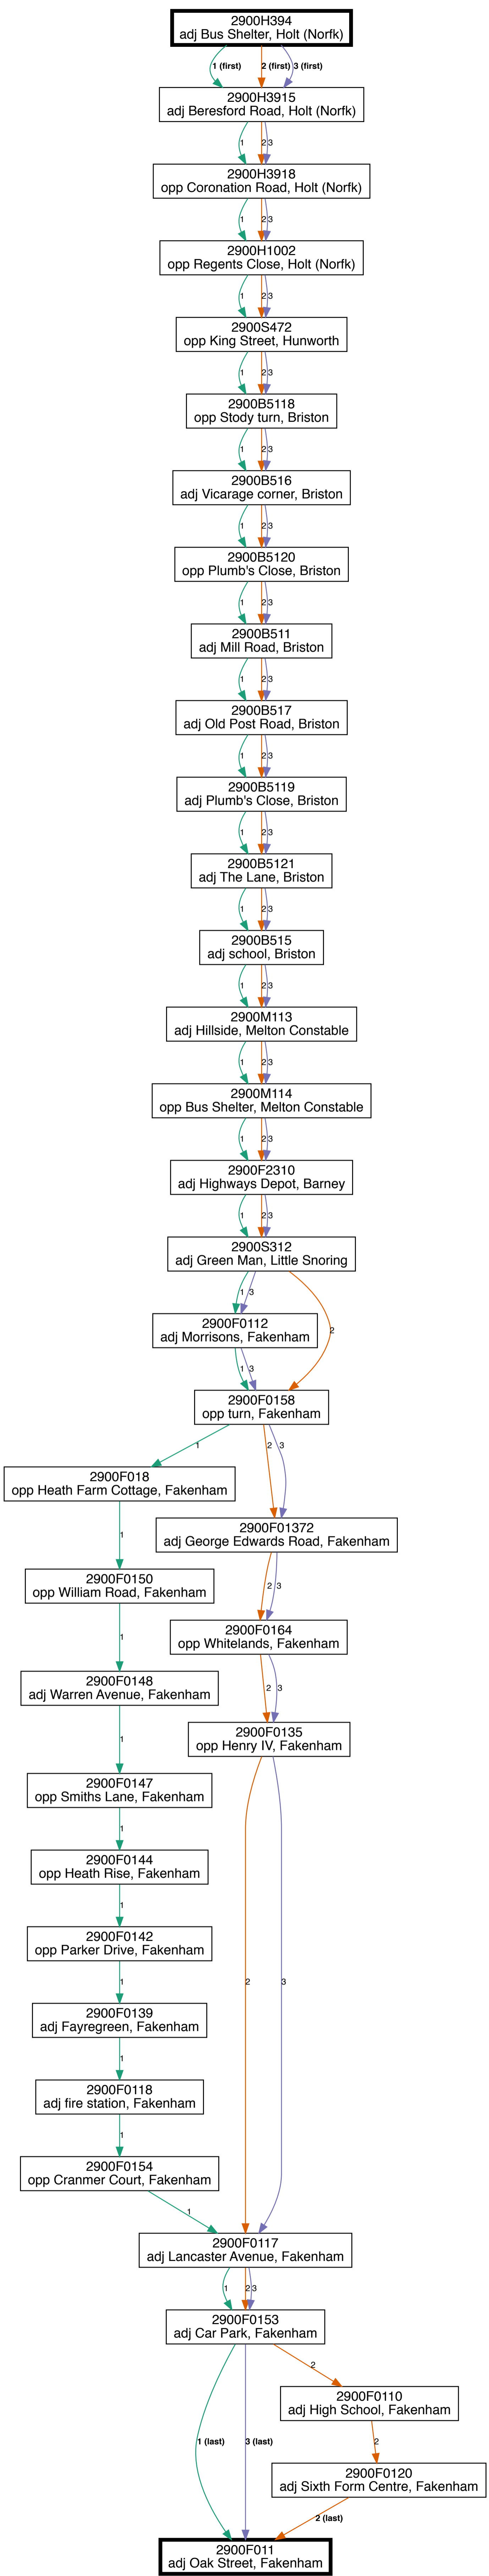 2900H394
adj Bus Shelter, Holt (Norfk)
1 (first)
2 (first)
3 (first)
2900H3915
adj Beresford Road, Holt (Norfk)
1
2
3
2900H3918
opp Coronation Road, Holt (Norfk)
1
2
3
2900H1002
opp Regents Close, Holt (Norfk)
1
2
3
2900S472
opp King Street, Hunworth
1
2
3
2900B5118
opp Stody turn, Briston
1
2
3
2900B516
adj Vicarage corner, Briston
1
2
3
2900B5120
opp Plumb's Close, Briston
1
2
3
2900B511
adj Mill Road, Briston
1
2
3
2900B517
adj Old Post Road, Briston
1
2
3
2900B5119
adj Plumb's Close, Briston
1
2
3
2900B5121
adj The Lane, Briston
1
2
3
2900B515
adj school, Briston
1
2
3
2900M113
adj Hillside, Melton Constable
1
2
3
2900M114
opp Bus Shelter, Melton Constable
1
2
3
2900F2310
adj Highways Depot, Barney
1
2
3
2900S312
adj Green Man, Little Snoring
1
3
2
2900F0112
adj Morrisons, Fakenham
1
3
2900F0158
opp turn, Fakenham
1
2
3
2900F018
opp Heath Farm Cottage, Fakenham
2900F01372
adj George Edwards Road, Fakenham
1
2
3
2900F0150
opp William Road, Fakenham
2900F0164
opp Whitelands, Fakenham
1
2
3
2900F0148
adj Warren Avenue, Fakenham
2900F0135
opp Henry IV, Fakenham
1
2900F0147
opp Smiths Lane, Fakenham
1
2900F0144
opp Heath Rise, Fakenham
1
2900F0142
opp Parker Drive, Fakenham
1
2
3
2900F0139
adj Fayregreen, Fakenham
1
2900F0118
adj fire station, Fakenham
1
2900F0154
opp Cranmer Court, Fakenham
1
2900F0117
adj Lancaster Avenue, Fakenham
1
2
3
2900F0153
adj Car Park, Fakenham
2
2900F0110
adj High School, Fakenham
1 (last)
3 (last)
2
2900F0120
adj Sixth Form Centre, Fakenham
2 (last)
2900F011
adj Oak Street, Fakenham